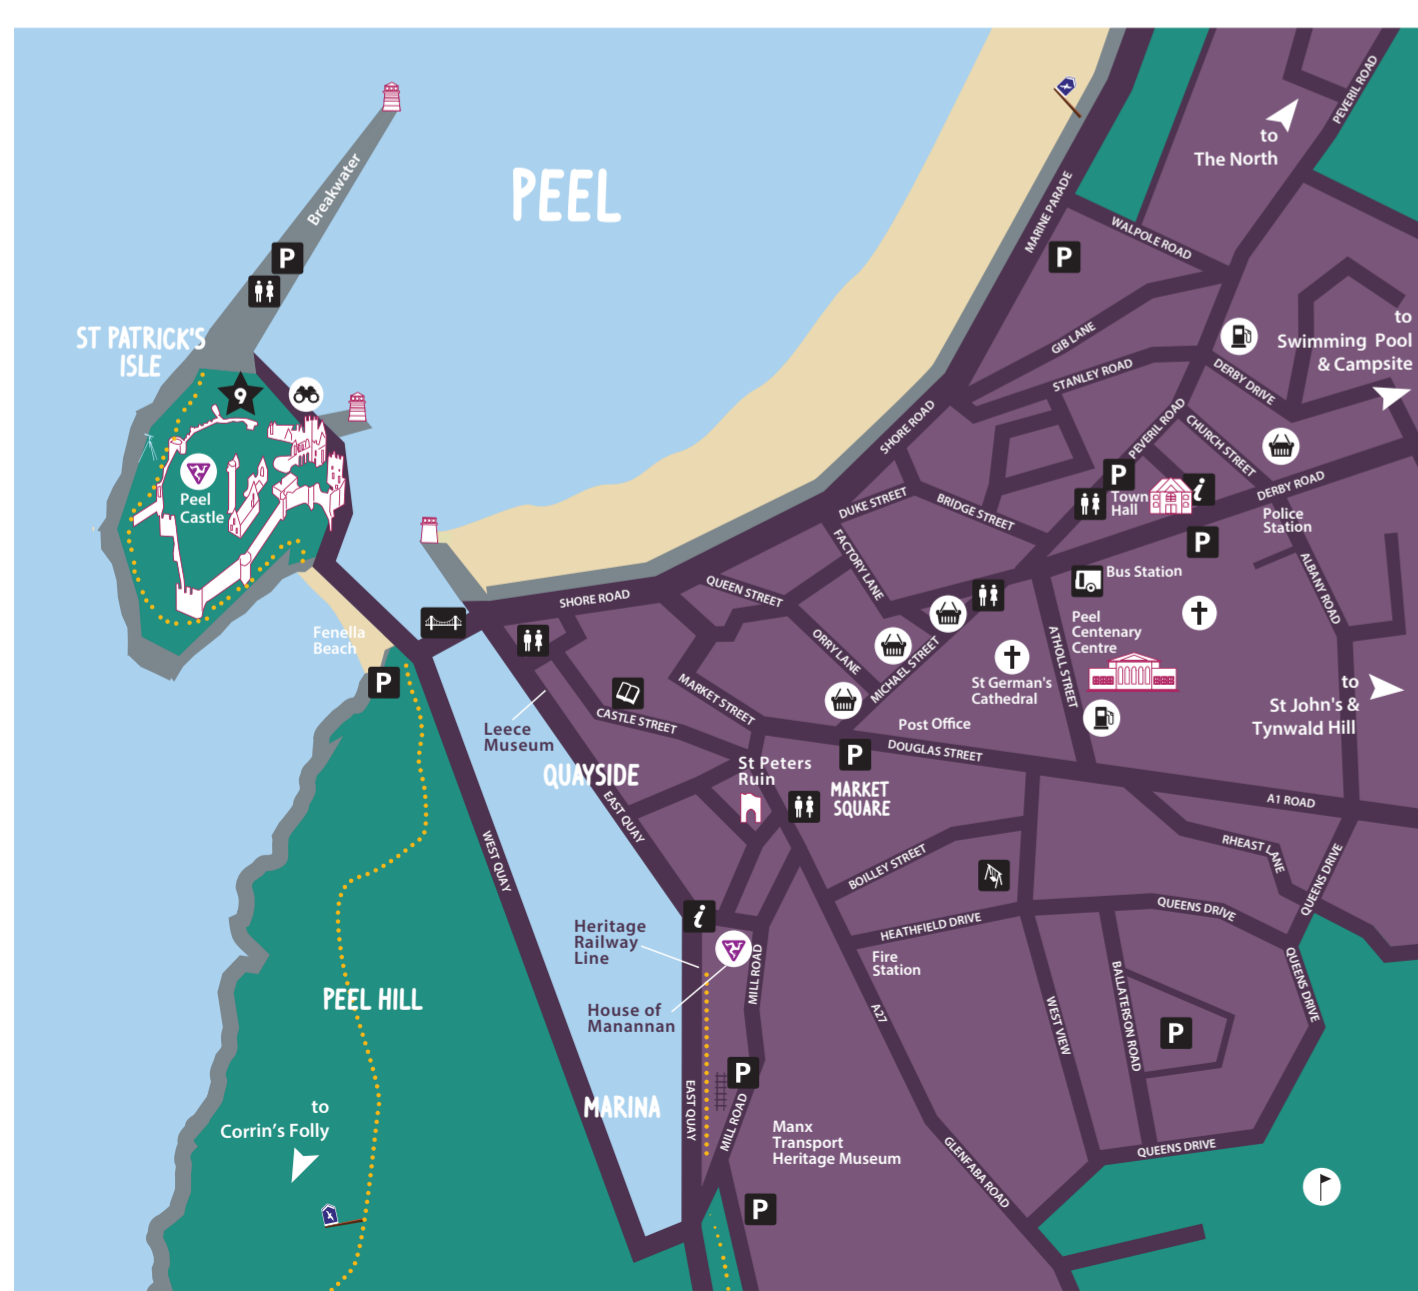 PEEL
Breakwater
P
ST PATRICK'S
ISLE
9
Peel
Castle
Fenella
Beach
P
MARINE PARADE
PEVERIL ROAD
to
The North
WALPOLE ROAD
P
GIB LANE
STANLEY ROAD
to
Swimming Pool
& Campsite
DERBY DRIVE
PEVERIL ROAD
CHURCH STREET
SHORE ROAD
P
Town
Hall
i
DERBY ROAD
DUKE STREET
BRIDGE STREET
Police
Station
P
FACTORY LANE
Bus Station
ALBANY ROAD
QUEEN STREET
SHORE ROAD
Peel
Centenary
Centre
ORRY LANE
MICHAEL STREET
ATHOLL STREET
St German's
Cathedral
to
St John's &
Tynwald Hill
MARKET STREET
CASTLE STREET
Leece
Museum
Post Office
DOUGLAS STREET
QUAYSIDE
St Peters
Ruin
P
MARKET
SQUARE
A1 ROAD
EAST QUAY
WEST QUAY
RHEAST LANE
BOILLEY STREET
QUEENS DRIVE
QUEENS DRIVE
HEATHFIELD DRIVE
i
Heritage
Railway
Line
Fire
Station
MILL ROAD
House of
Manannan
PEEL HILL
A27
WEST VIEW
BALLATERSON ROAD
P
QUEENS DRIVE
P
MARINA
EAST QUAY
MILL ROAD
to
Corrin's Folly
Manx
Transport
Heritage Museum
GLENFABA ROAD
QUEENS DRIVE
P